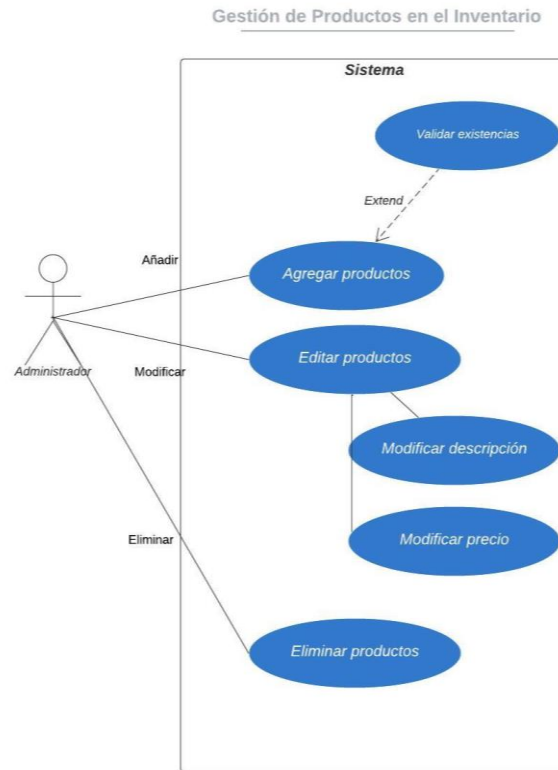 Gestión de Productos en el Inventario
Sistema
Validar existencias
Extend
Añadir
Agregar productos
Administrador
Modificar
Editar productos
Modificar descripción
Modificar precio
Eliminar
Eliminar productos